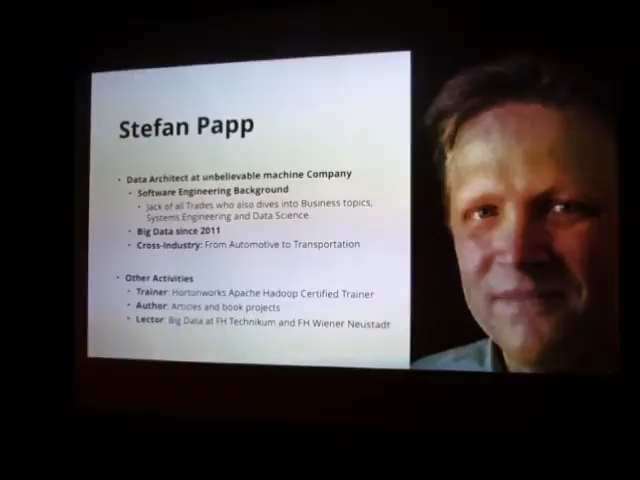 Stefan Papp
• Data Architect at unbelievable machine Company
• Software Engineering Background
• Jack of all Trades who also dives into Business topics,
Systems Engineering and Data Science.
• Big Data since 2011
• Cross-Industry: From Automotive to Transportation
• Other Activities
• Trainer: Hortonworks Apache Hadoop Certified Trainer
• Author: Articles and book projects
• Lector: Big Data at FH Technikum and FH Wiener Neustadt